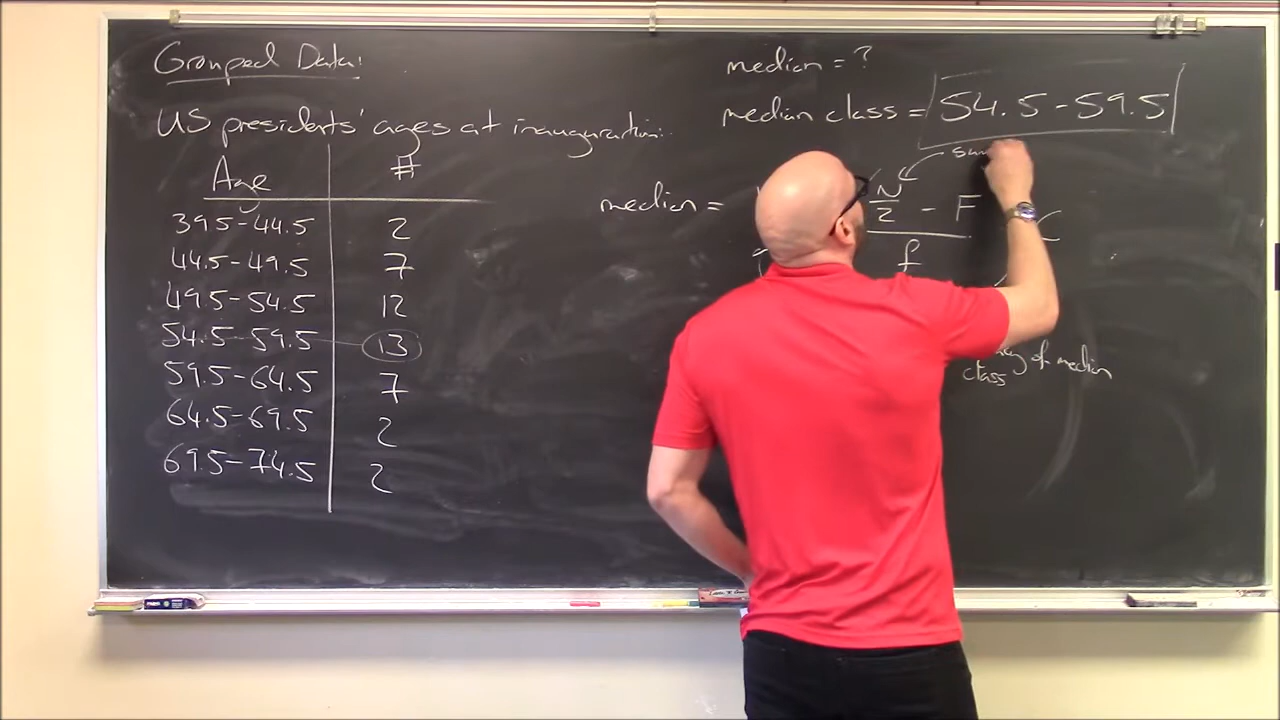 Grouped Data:
US presidents' ages at inauguration:
Age #
39.5-44.5 2
44.5-49.5 7
49.5-54.5 12
54.5-59.5 13
59.5-64.5 7
64.5-69.5 2
69.5-74.5 2
median = ?
median class = 54.5-59.5
median =
N
2
- F
f
of median
class